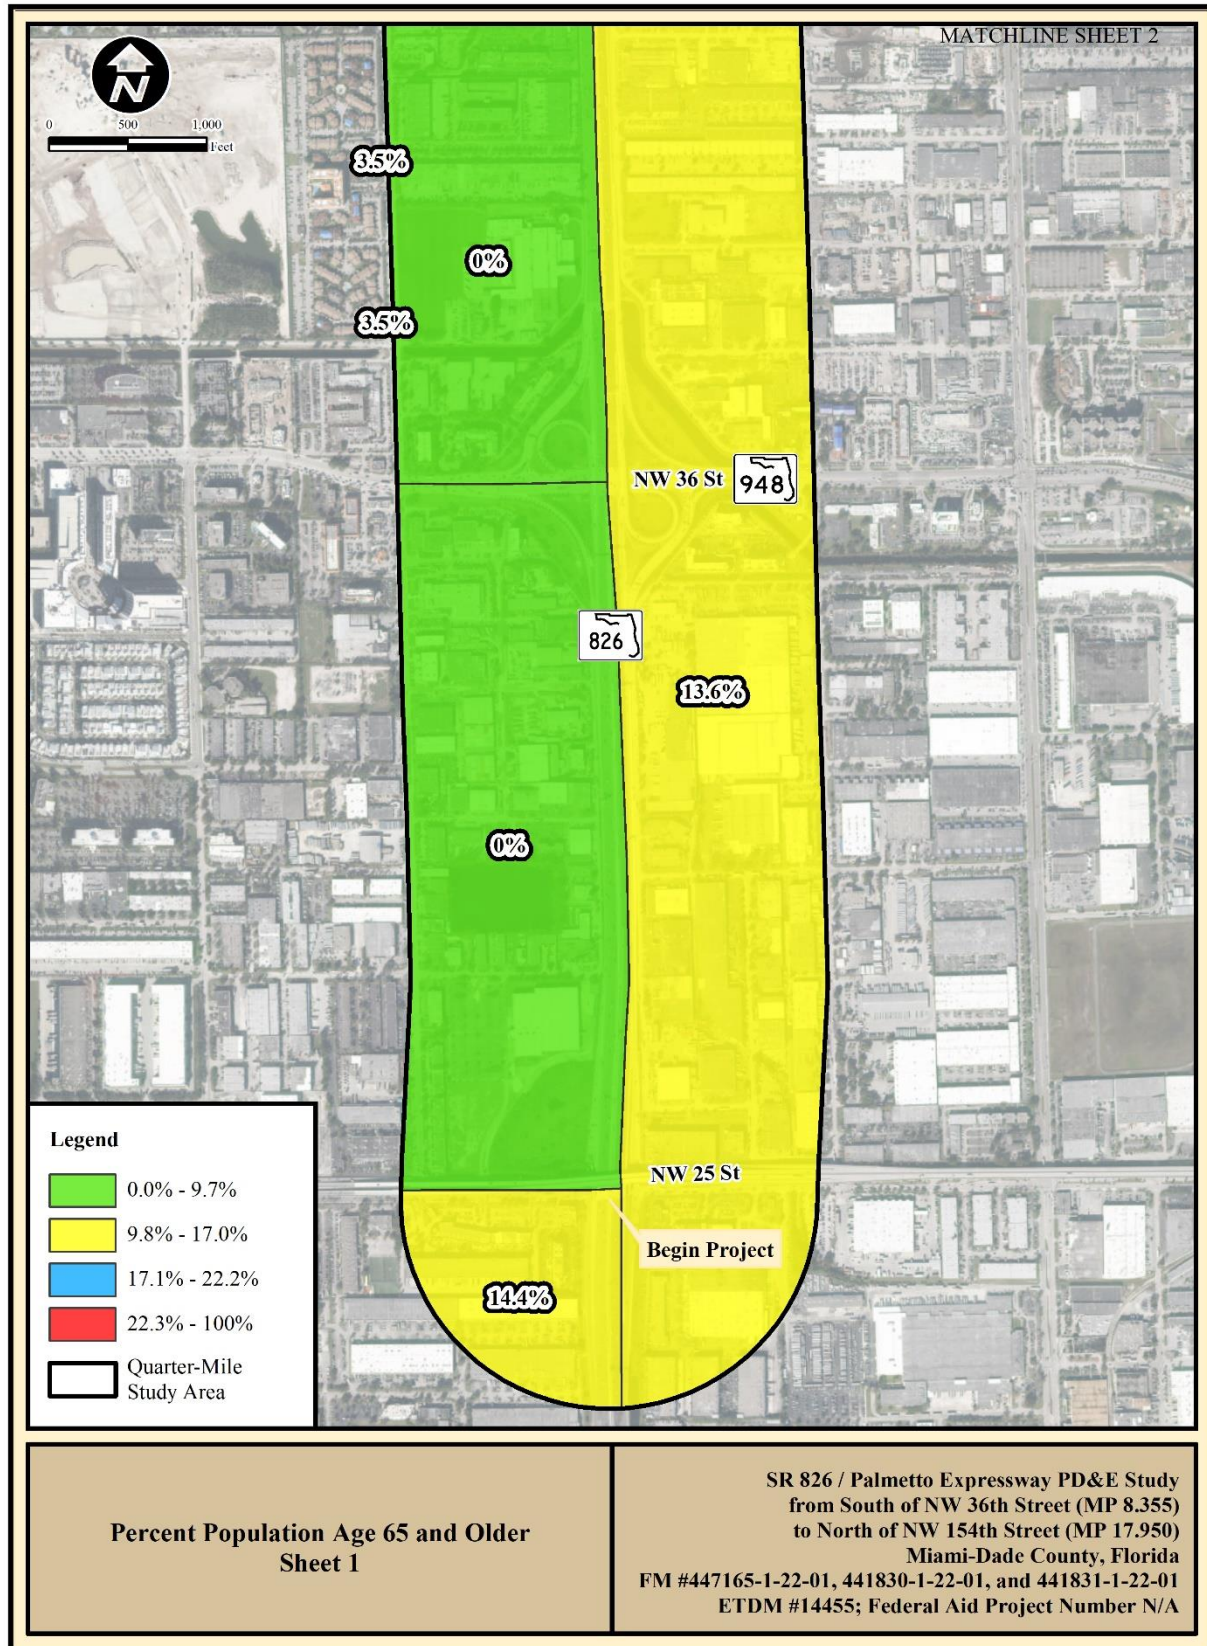 MATCHLINE SHEET 2
N
0 500 1,000
Feet
3.5%
0%
3.5%
NW 36 St
948
826
13.6%
0%
NW 25 St
Begin Project
14.4%
Legend
0.0% - 9.7%
9.8% - 17.0%
17.1% - 22.2%
22.3% - 100%
Quarter-Mile
Study Area
Percent Population Age 65 and Older
Sheet 1
SR 826 / Palmetto Expressway PD&E Study
from South of NW 36th Street (MP 8.355)
to North of NW 154th Street (MP 17.950)
Miami-Dade County, Florida
FM #447165-1-22-01, 441830-1-22-01, and 441831-1-22-01
ETDM #14455; Federal Aid Project Number N/A